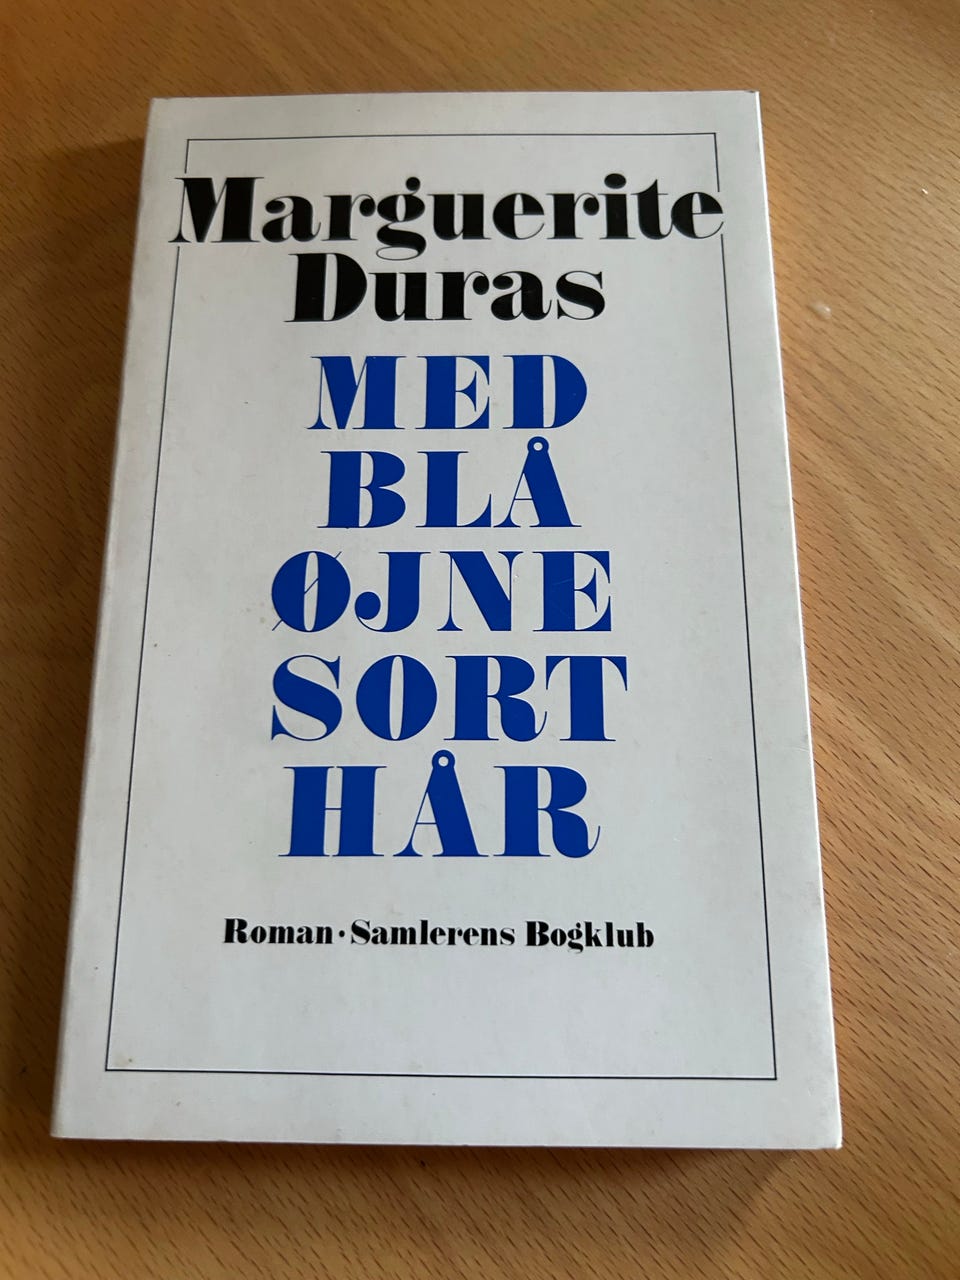 Marguerite
Duras
MED
BLÅ
ØJNE
SORT
HÅR
Roman · Samlerens Bogklub